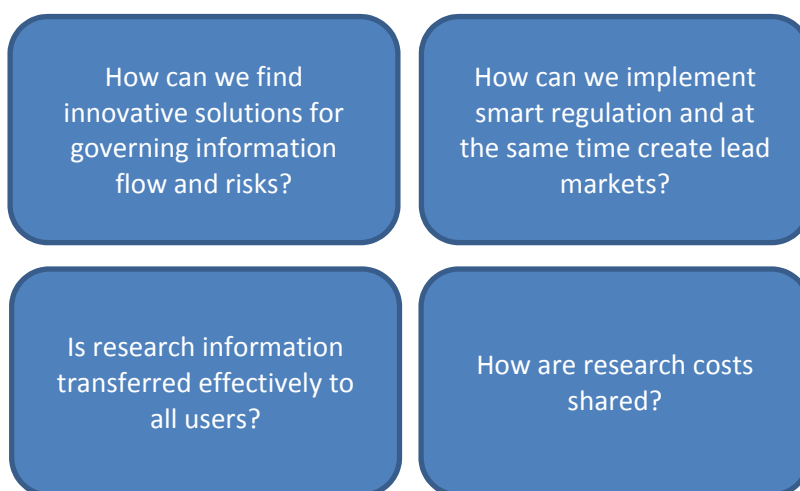 How can we find
innovative solutions for
governing information
flow and risks?
How can we implement
smart regulation and at
the same time create lead
markets?
Is research information
transferred effectively to
all users?
How are research costs
shared?